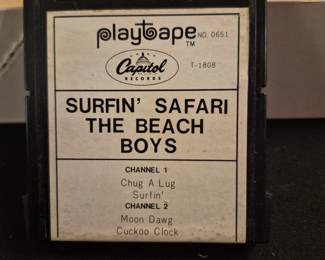 playtape
TM
NO. 0651
Capitol
RECORDS
T-1808
SURFIN' SAFARI
THE BEACH
BOYS
CHANNEL 1
Chug A Lug
Surfin'
CHANNEL 2
Moon Dawg
Cuckoo Clock